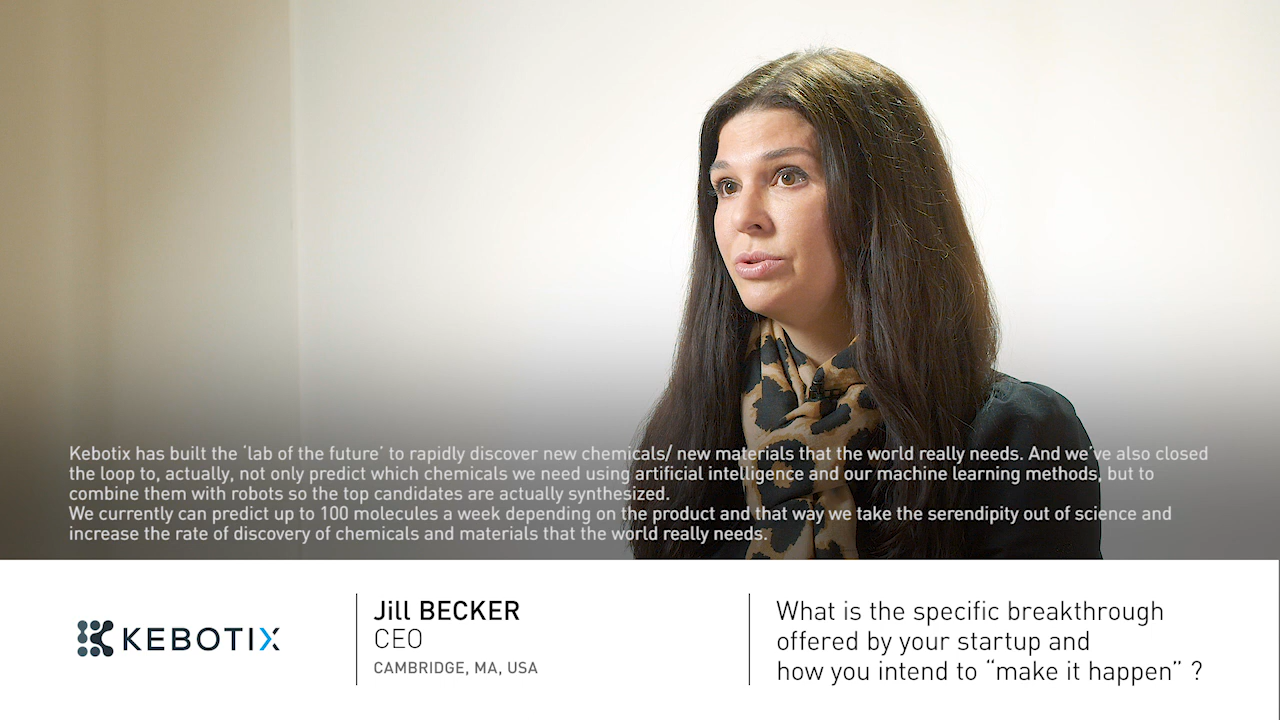 Kebotix has built the ‘lab of the future’ to rapidly discover new chemicals/ new materials that the world really needs. And we’ve also closed
the loop to, actually, not only predict which chemicals we need using artificial intelligence and our machine learning methods, but to
combine them with robots so the top candidates are actually synthesized.
We currently can predict up to 100 molecules a week depending on the product and that way we take the serendipity out of science and
increase the rate of discovery of chemicals and materials that the world really needs.
KEBOTIX
Jill BECKER
CEO
CAMBRIDGE, MA, USA
What is the specific breakthrough
offered by your startup and
how you intend to “make it happen” ?